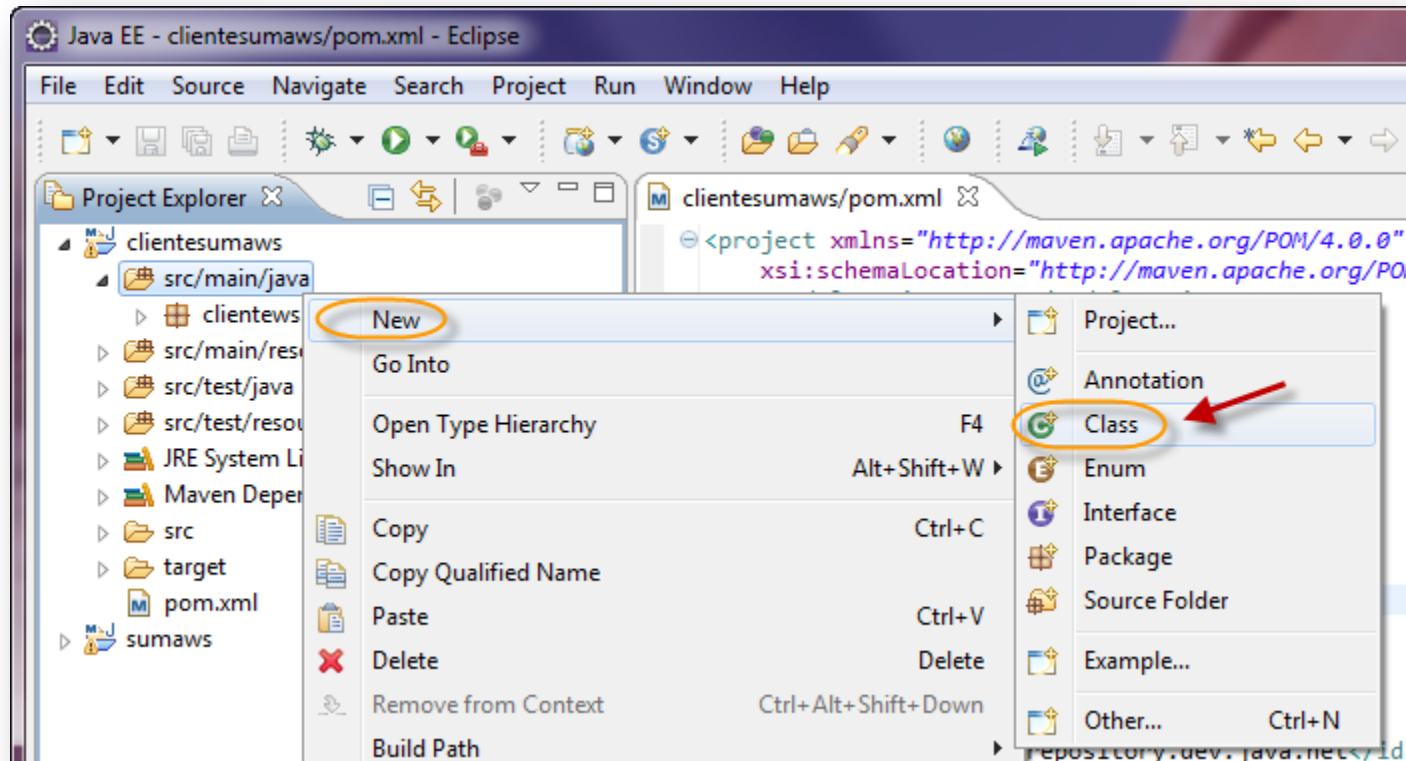 Java EE - clientesumaws/pom.xml - Eclipse
File Edit Source Navigate Search Project Run Window Help
Project Explorer
clientesumaws/pom.xml
clientesumaws
src/main/java
clientews
src/main/res
src/test/java
src/test/resou
JRE System Li
Maven Deper
src
target
pom.xml
sumaws
<project xmlns="http://maven.apache.org/POM/4.0.0"
xsi:schemaLocation="http://maven.apache.org/PO
New
Go Into
Open Type Hierarchy F4
Show In Alt+Shift+W
Copy Ctrl+C
Copy Qualified Name
Paste Ctrl+V
Delete Delete
Remove from Context Ctrl+Alt+Shift+Down
Build Path
Project...
Annotation
Class
Enum
Interface
Package
Source Folder
Example...
Other... Ctrl+N
repository.dev.java.net</id